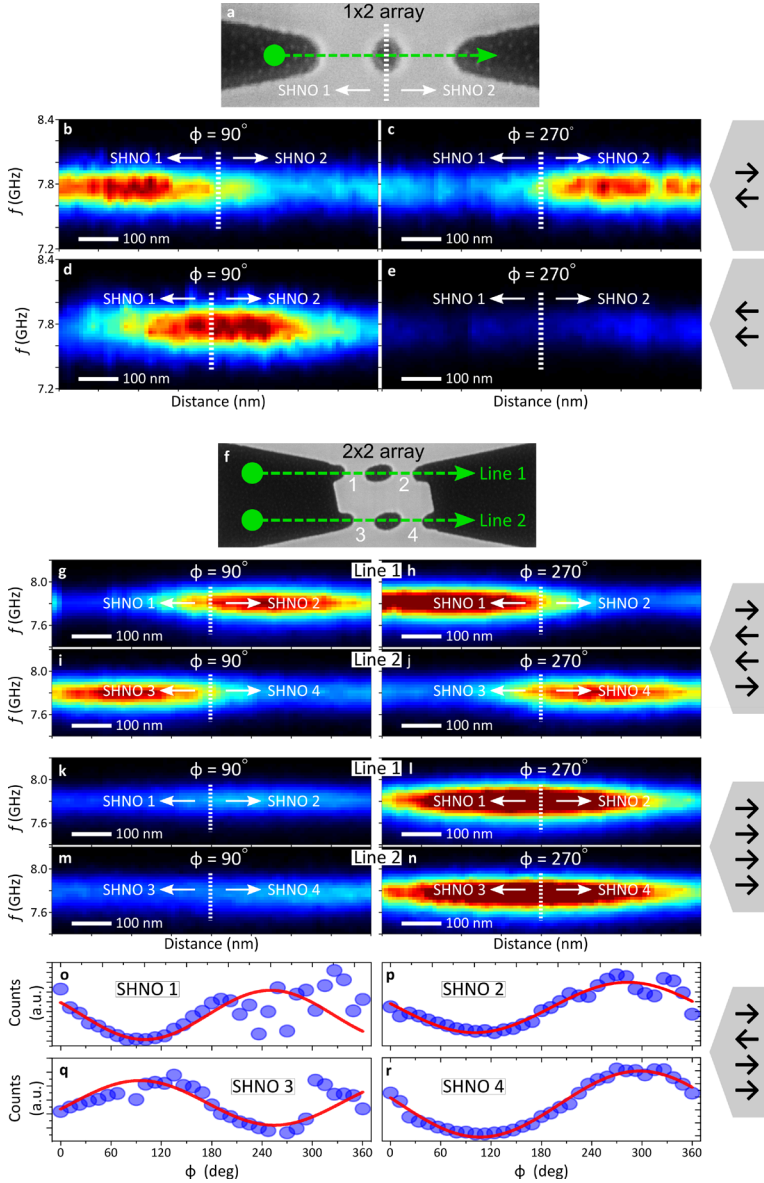 a
1x2 array
SHNO 1 SHNO 2
8.4
7.8
7.2
f (GHz)
b
ϕ = 90°
SHNO 1 SHNO 2
100 nm
c
ϕ = 270°
SHNO 1 SHNO 2
100 nm
8.4
7.8
7.2
f (GHz)
d
ϕ = 90°
SHNO 1 SHNO 2
100 nm
e
ϕ = 270°
SHNO 1 SHNO 2
100 nm
Distance (nm) Distance (nm)
f
2x2 array
1 2 Line 1
3 4 Line 2
Line 1
8.0
7.6
f (GHz)
g
ϕ = 90°
SHNO 1 SHNO 2
100 nm
h
ϕ = 270°
SHNO 1 SHNO 2
100 nm
Line 2
8.0
7.6
f (GHz)
i
ϕ = 90°
SHNO 3 SHNO 4
100 nm
j
ϕ = 270°
SHNO 3 SHNO 4
100 nm
Line 1
8.0
7.6
f (GHz)
k
ϕ = 90°
SHNO 1 SHNO 2
100 nm
l
ϕ = 270°
SHNO 1 SHNO 2
100 nm
Line 2
8.0
7.6
f (GHz)
m
ϕ = 90°
SHNO 3 SHNO 4
100 nm
n
ϕ = 270°
SHNO 3 SHNO 4
100 nm
Distance (nm) Distance (nm)
Counts
(a.u.)
o
SHNO 1
p
SHNO 2
Counts
(a.u.)
q
SHNO 3
r
SHNO 4
0 60 120 180 240 300 360 0 60 120 180 240 300 360
ϕ (deg) ϕ (deg)